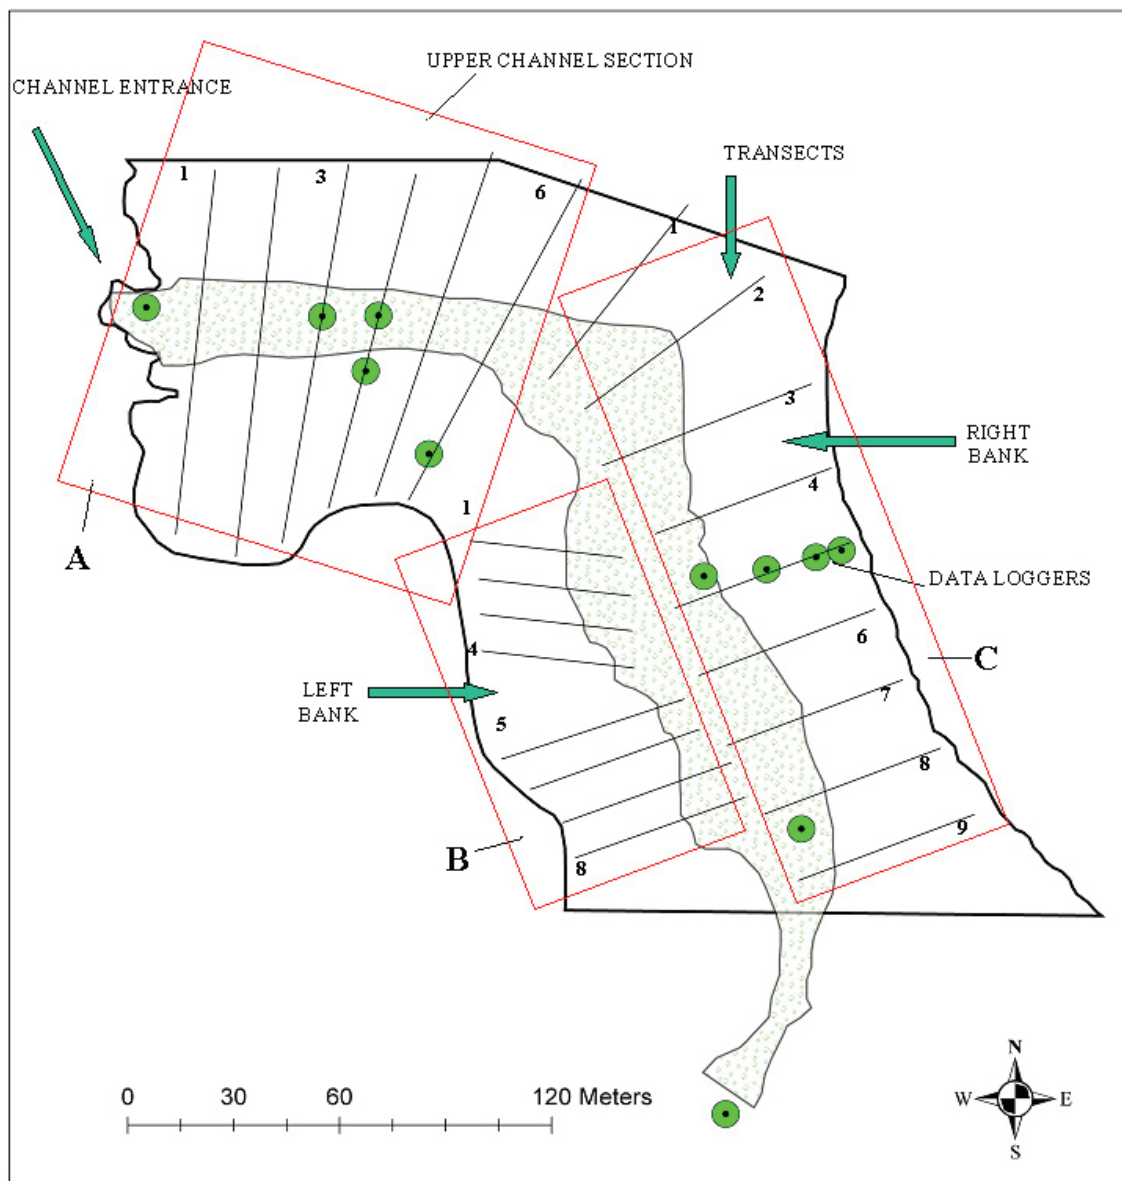 UPPER CHANNEL SECTION
CHANNEL ENTRANCE
TRANSECTS
1
3
6
1
2
3
RIGHT
BANK
4
1
A
DATA LOGGERS
6
4
C
LEFT
BANK
7
5
8
9
B
8
0 30 60 120 Meters
N
W E
S